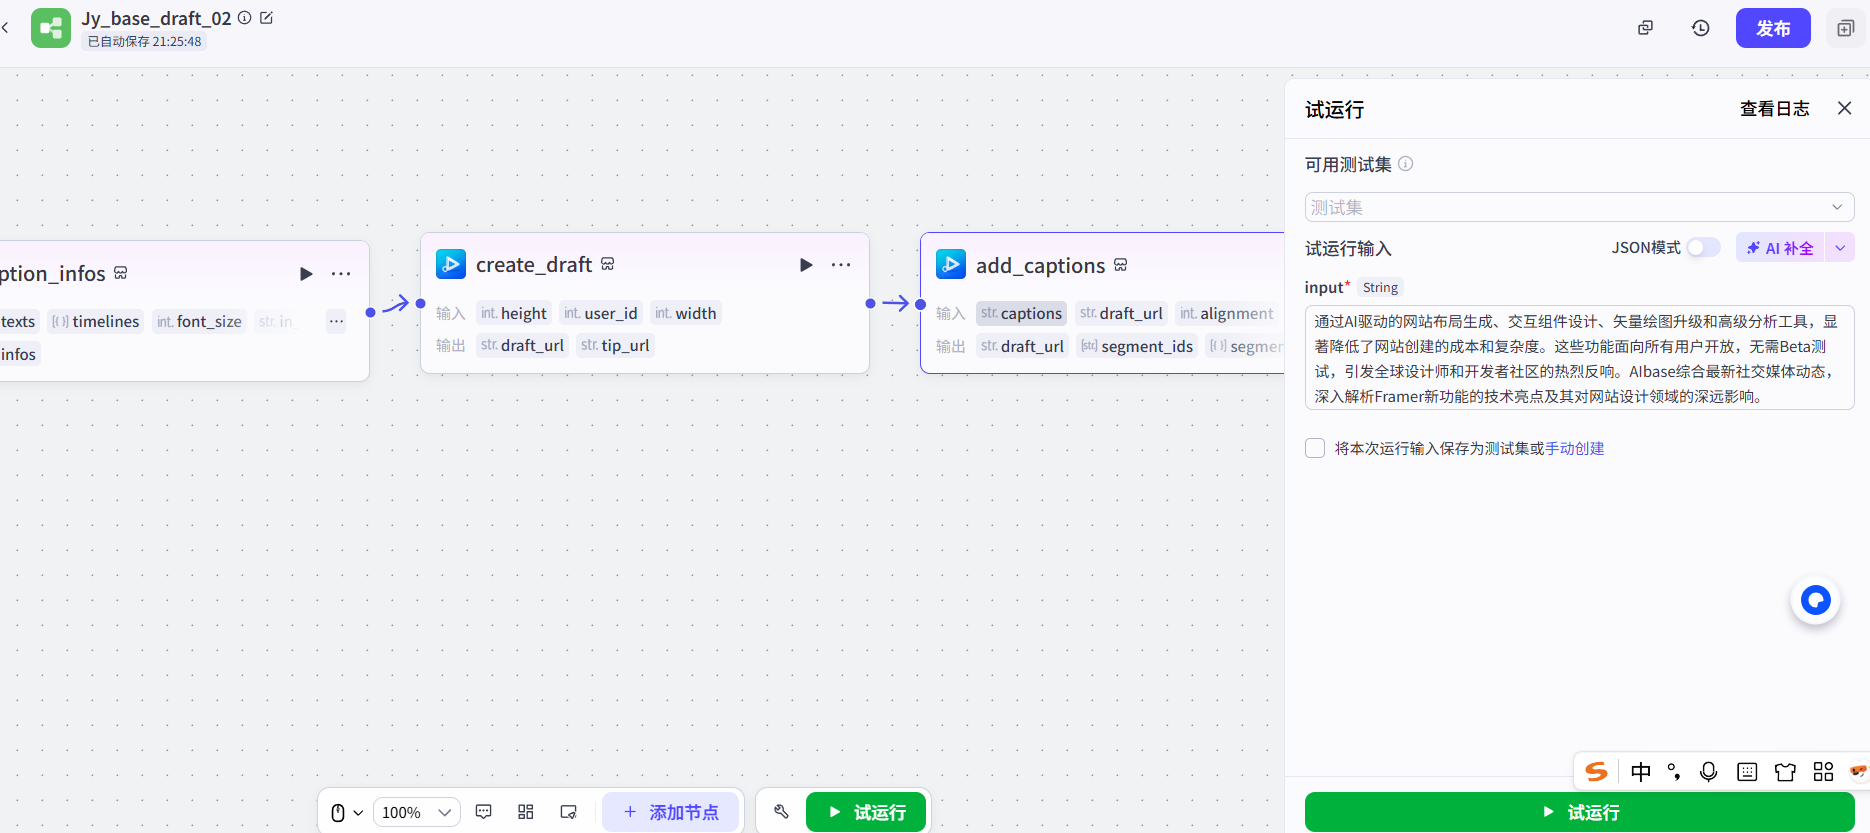 Jy_base_draft_02
已自动保存 21:25:48
发布
ption_infos
texts
timelines
int. font_size
str. in_
infos
create_draft
输入 int. height int. user_id int. width
输出 str. draft_url str. tip_url
add_captions
输入 str. captions str. draft_url int. alignment
输出 str. draft_url [str] segment_ids segmen
试运行
查看日志
可用测试集
测试集
试运行输入
JSON模式
AI 补全
input* String
通过AI驱动的网站布局生成、交互组件设计、矢量绘图升级和高级分析工具，显
著降低了网站创建的成本和复杂度。这些功能面向所有用户开放，无需Beta测
试，引发全球设计师和开发者社区的热烈反响。AIbase综合最新社交媒体动态，
深入解析Framer新功能的技术亮点及其对网站设计领域的深远影响。
将本次运行输入保存为测试集或手动创建
中
100%
添加节点
试运行
试运行